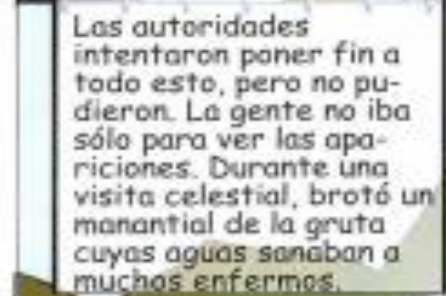 Las autoridades
intentaron poner fin a
todo esto, pero no pu-
dieron. La gente no iba
sólo para ver las apa-
riciones. Durante una
visita celestial, brotó un
manantial de la gruta
cuyas aguas sanaban a
muchos enfermos.